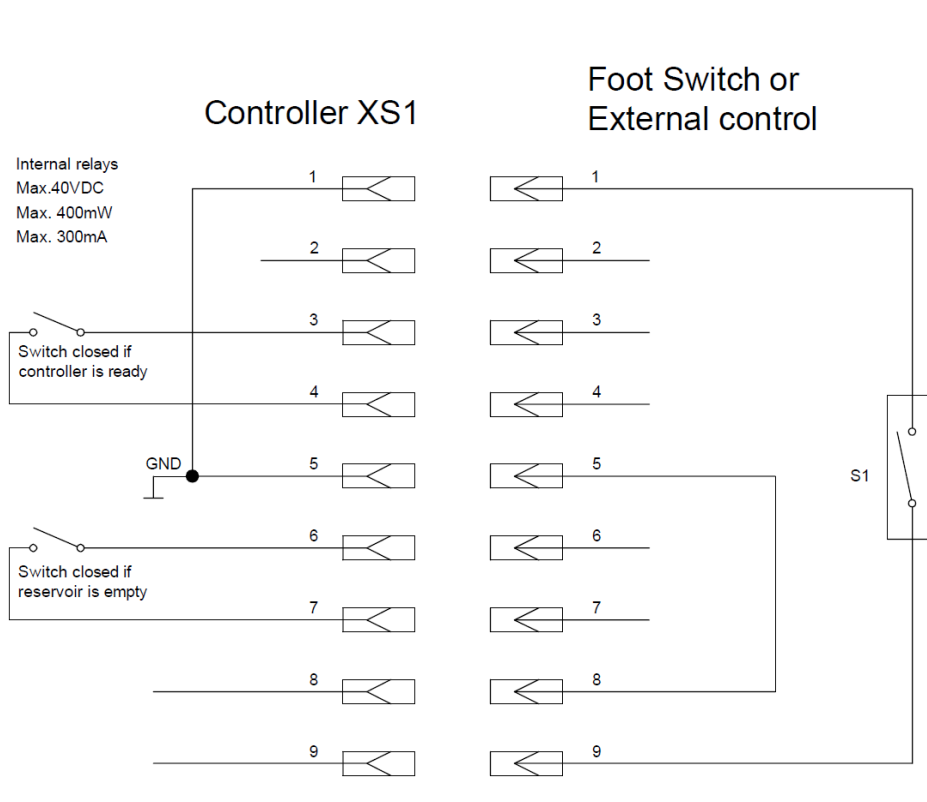 Foot Switch or
External control
Controller XS1
Internal relays
Max.40VDC
Max. 400mW
Max. 300mA
1
1
2
2
3
3
Switch closed if
controller is ready
4
4
GND
5
5
S1
6
6
Switch closed if
reservoir is empty
7
7
8
8
9
9